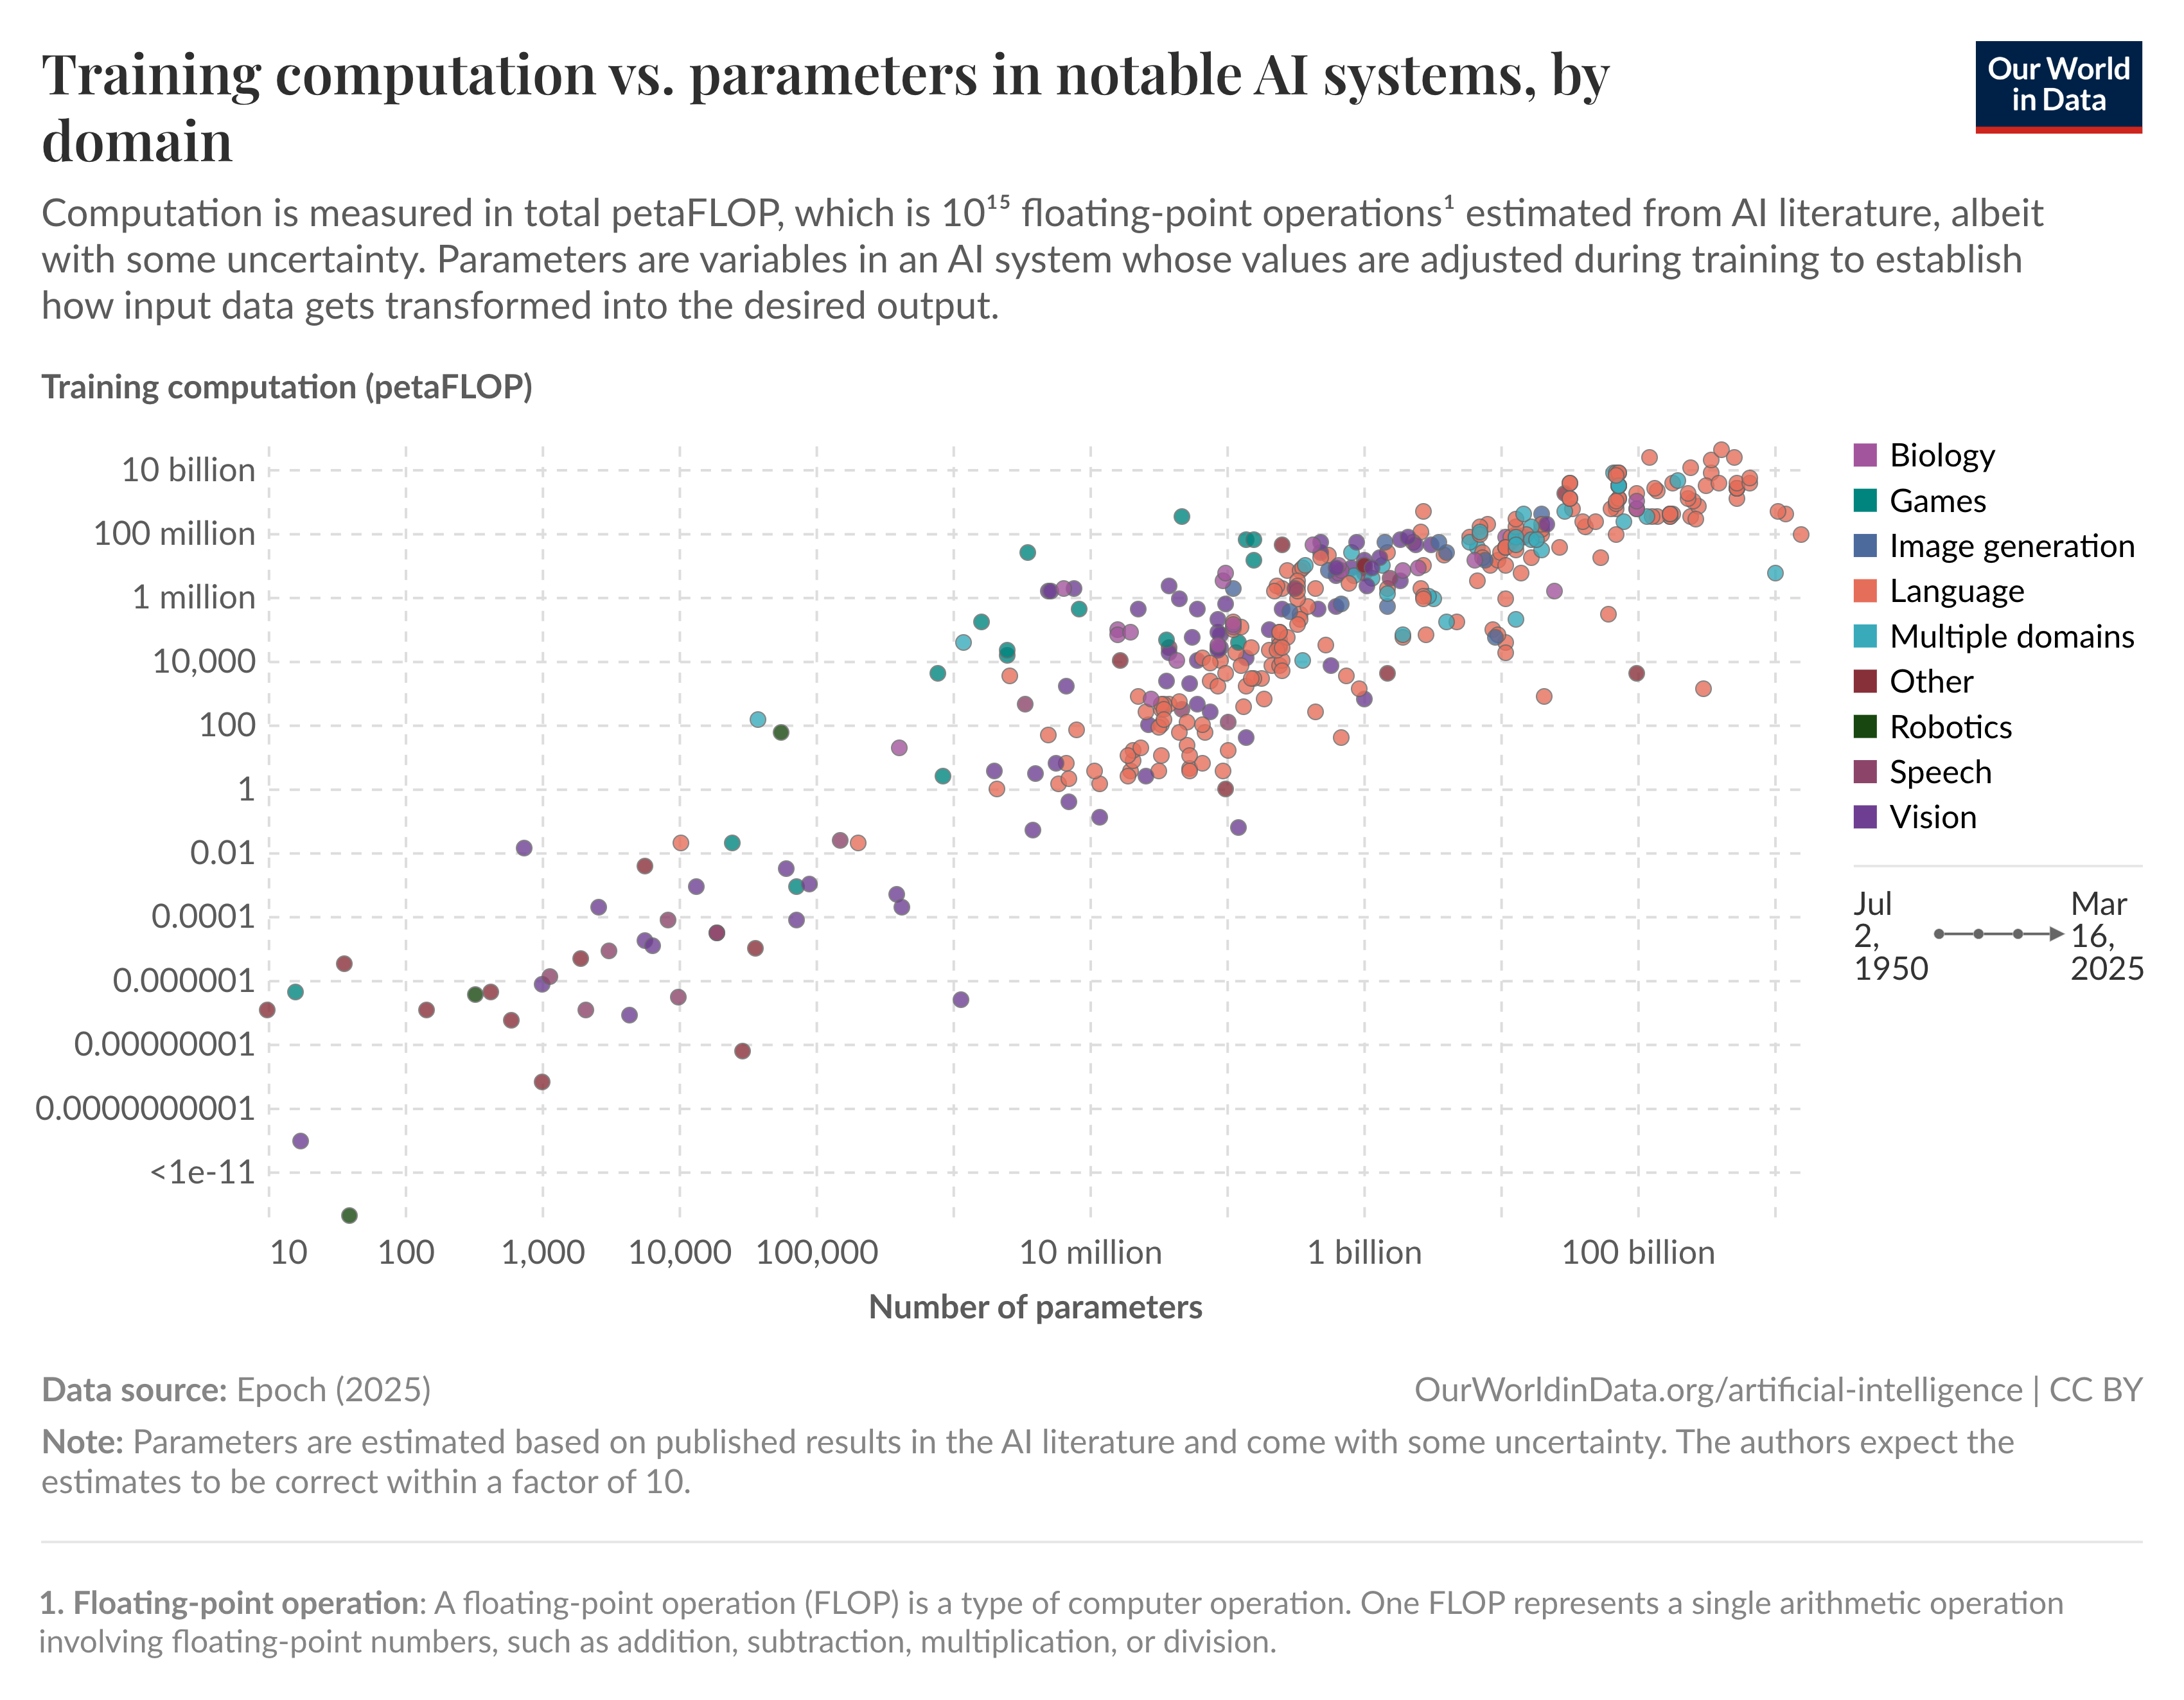 Training computation vs. parameters in notable AI systems, by
domain
Our World
in Data
Computation is measured in total petaFLOP, which is 10¹⁵ floating-point operations¹ estimated from AI literature, albeit
with some uncertainty. Parameters are variables in an AI system whose values are adjusted during training to establish
how input data gets transformed into the desired output.
Training computation (petaFLOP)
10 billion
100 million
1 million
10,000
100
1
0.01
0.0001
0.000001
0.00000001
0.0000000001
<1e-11
10
100
1,000
10,000
100,000
10 million
1 billion
100 billion
Number of parameters
Biology
Games
Image generation
Language
Multiple domains
Other
Robotics
Speech
Vision
Jul
2,
1950
Mar
16,
2025
Data source: Epoch (2025)
OurWorldinData.org/artificial-intelligence | CC BY
Note: Parameters are estimated based on published results in the AI literature and come with some uncertainty. The authors expect the
estimates to be correct within a factor of 10.
1. Floating-point operation: A floating-point operation (FLOP) is a type of computer operation. One FLOP represents a single arithmetic operation
involving floating-point numbers, such as addition, subtraction, multiplication, or division.